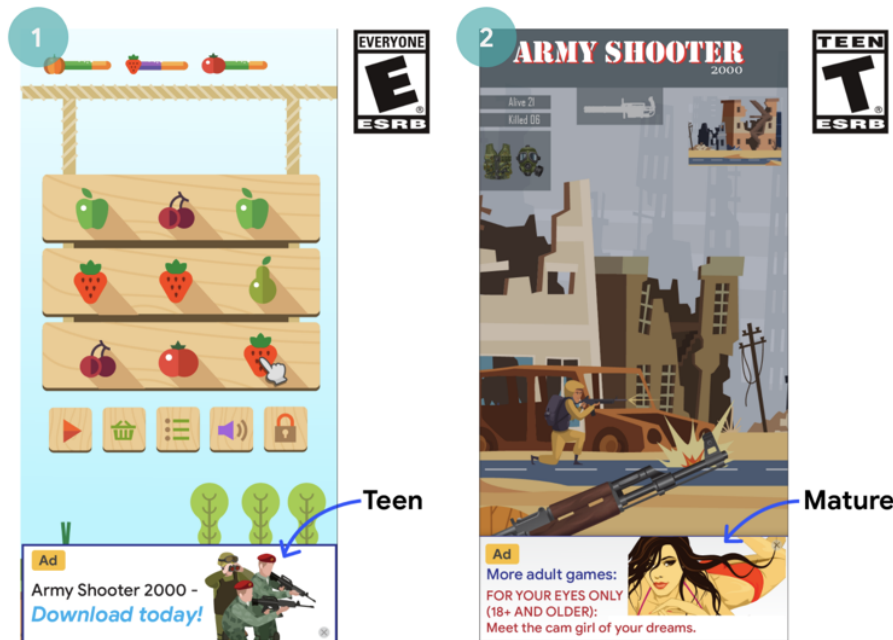 1
EVERYONE
E
®
ESRB
Teen
Ad
Army Shooter 2000 -
Download today!
2
ARMY SHOOTER
2000
Alive 21
Killed 06
TEEN
T
®
ESRB
Mature
Ad
More adult games:
FOR YOUR EYES ONLY
(18+ AND OLDER):
Meet the cam girl of your dreams.